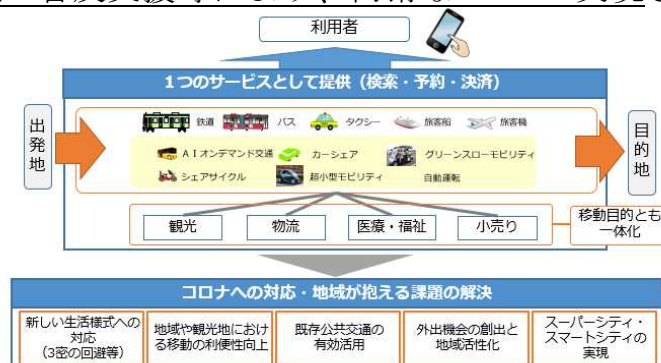 利用者
1つのサービスとして提供（検索・予約・決済）
出発地
目的地
鉄道 バス タクシー 旅客船 旅客機
AIオンデマンド交通 カーシェア グリーンスローモビリティ
シェアサイクル 超小型モビリティ 自動運転
観光 物流 医療・福祉 小売り
移動目的とも
一体化
コロナへの対応・地域が抱える課題の解決
新しい生活様式への
対応
（3密の回避等）
地域や観光地におけ
る移動の利便性向上
既存公共交通の
有効活用
外出機会の創出と
地域活性化
スーパーシティ・
スマートシティの
実現